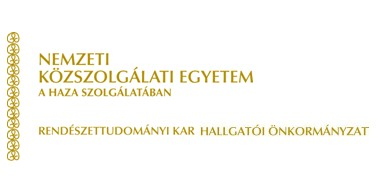 NEMZETI
KÖZSZOLGÁLATI EGYETEM
A HAZA SZOLGÁLATÁBAN
RENDÉSZETTUDOMÁNYI KAR HALLGATÓI ÖNKORMÁNYZAT